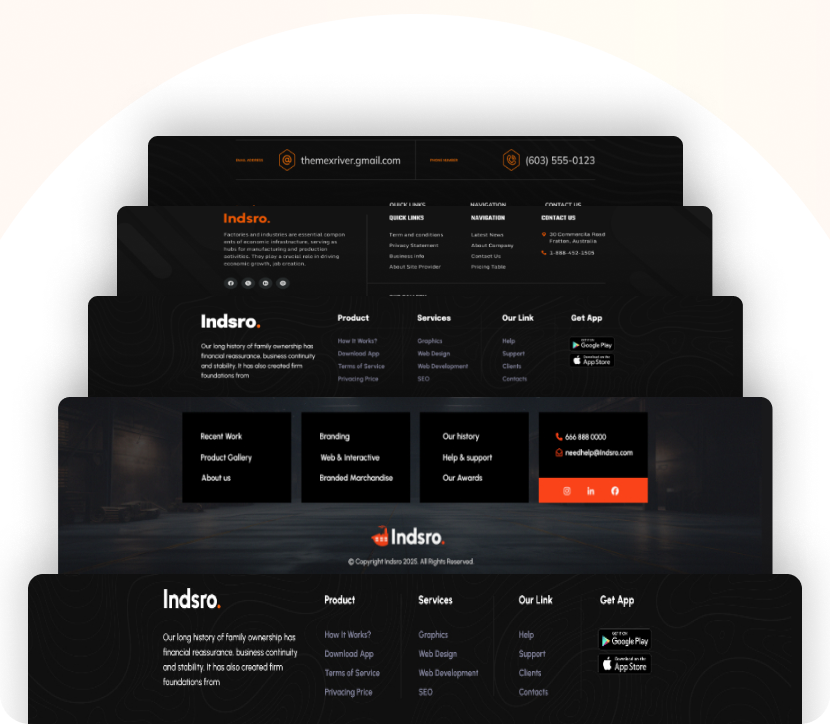 EMAIL ADDRESS themexriver.gmail.com PHONE NUMBER (603) 555-0123
QUICK LINKS NAVIGATION CONTACT US
Indsro. QUICK LINKS NAVIGATION CONTACT US
Factories and industries are essential compon Term and conditions Latest News 30 Commercila Road
ents of economic infrastructure, serving as Privacy Statement About Company Fratton, Australia
hubs for manufacturing and production Business info Contact Us 1-888-452-1505
activities. They play a crucial role in driving About Site Provider Pricing Table
economic growth, job creation.
Indsro. Product Services Our Link Get App
Our long history of family ownership has How It Works? Graphics Help GET IT ON Google Play
financial reassurance. business continuity Download App Web Design Support Download on the App Store
and stability. It has also created firm Terms of Service Web Development Clients
foundations from Privacing Price SEO Contacts
Recent Work Branding Our history 666 888 0000
Product Gallery Web & Interactive Help & support needhelp@Indsro.com
About us Branded Marchandise Our Awards
Indsro.
© Copyright Indsro 2025. All Rights Reserved
Indsro. Product Services Our Link Get App
Our long history of family ownership has How It Works? Graphics Help GET IT ON Google Play
financial reassurance. business continuity Download App Web Design Support Download on the App Store
and stability. It has also created firm Terms of Service Web Development Clients
foundations from Privacing Price SEO Contacts